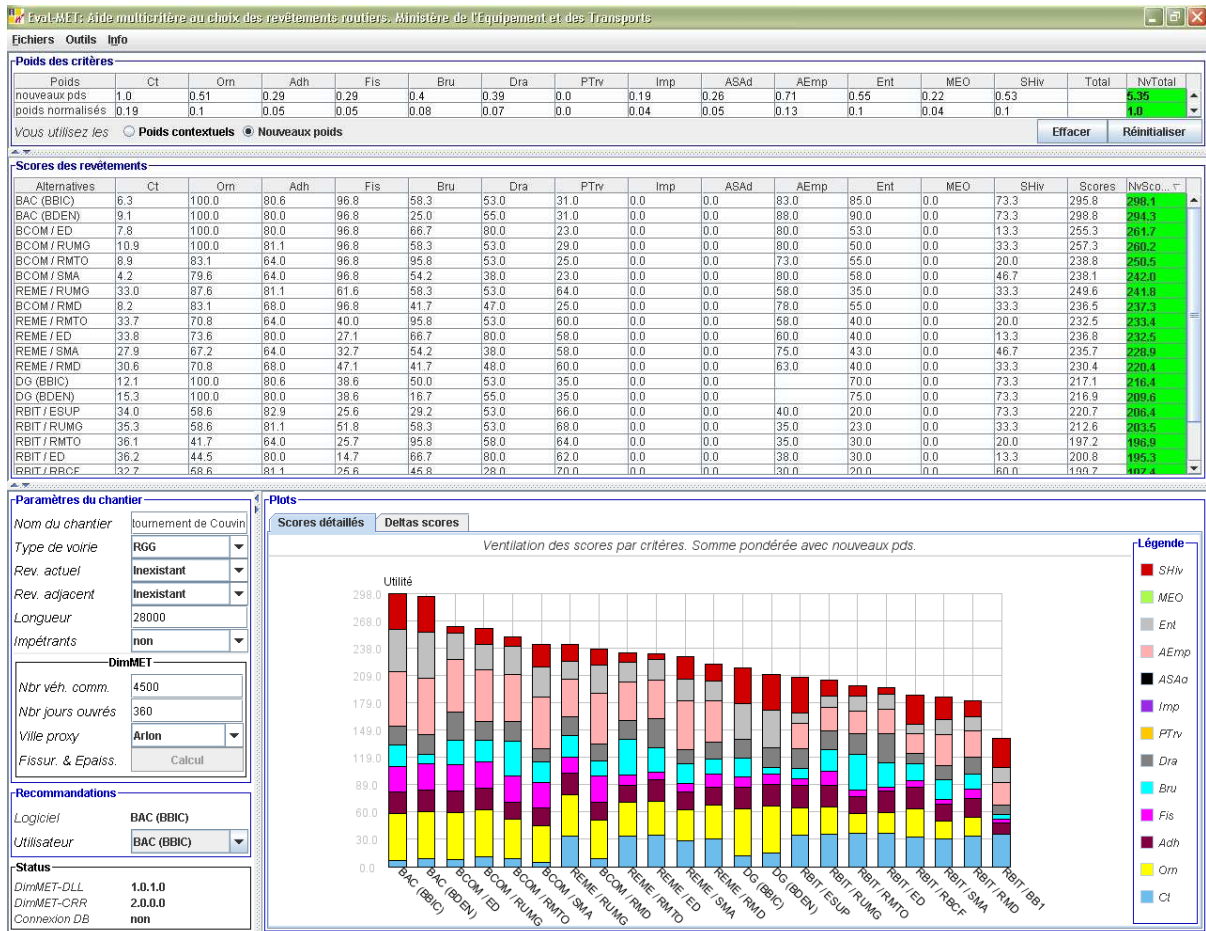 Eval-MET: Aide multicritère au choix des revêtements routiers. Ministère de l'Equipement et des Transports
Fichiers Outils Info
Poids des critères
Poids Ct Orn Adh Fis Bru Dra PTrv Imp ASAd AEmp Ent MEO SHiv Total NvTotal
nouveaux pds 1.0 0.51 0.29 0.29 0.4 0.39 0.0 0.19 0.26 0.71 0.55 0.22 0.53 5.35
poids normalisés 0.19 0.1 0.05 0.05 0.08 0.07 0.0 0.04 0.05 0.13 0.1 0.04 0.1 1.0
Vous utilisez les Poids contextuels Nouveaux poids Effacer Réinitialiser
Scores des revêtements
Alternatives Ct Orn Adh Fis Bru Dra PTrv Imp ASAd AEmp Ent MEO SHiv Scores NvSco...
BAC (BBIC) 6.3 100.0 80.6 96.8 58.3 53.0 31.0 0.0 0.0 83.0 85.0 0.0 73.3 295.8 298.1
BAC (BDEN) 9.1 100.0 80.0 96.8 25.0 55.0 31.0 0.0 0.0 88.0 90.0 0.0 73.3 298.8 294.3
BCOM / ED 7.8 100.0 80.0 96.8 66.7 80.0 23.0 0.0 0.0 80.0 53.0 0.0 13.3 255.3 261.7
BCOM / RUMG 10.9 100.0 81.1 96.8 58.3 53.0 29.0 0.0 0.0 80.0 50.0 0.0 33.3 257.3 260.2
BCOM / RMTO 8.9 83.1 64.0 96.8 95.8 53.0 25.0 0.0 0.0 73.0 55.0 0.0 20.0 238.8 250.5
BCOM / SMA 4.2 79.6 64.0 96.8 54.2 38.0 23.0 0.0 0.0 80.0 58.0 0.0 46.7 238.1 242.0
REME / RUMG 33.0 87.6 81.1 61.6 58.3 53.0 64.0 0.0 0.0 58.0 35.0 0.0 33.3 249.6 241.8
BCOM / RMD 8.2 83.1 68.0 96.8 41.7 47.0 25.0 0.0 0.0 78.0 55.0 0.0 33.3 236.5 237.3
REME / RMTO 33.7 70.8 64.0 40.0 95.8 53.0 60.0 0.0 0.0 58.0 40.0 0.0 20.0 232.5 233.4
REME / ED 33.8 73.6 80.0 27.1 66.7 80.0 58.0 0.0 0.0 60.0 40.0 0.0 13.3 236.8 232.5
REME / SMA 27.9 67.2 64.0 32.7 54.2 38.0 58.0 0.0 0.0 75.0 43.0 0.0 46.7 235.7 228.9
REME / RMD 30.6 70.8 68.0 47.1 41.7 48.0 60.0 0.0 0.0 63.0 40.0 0.0 33.3 230.4 220.4
DG (BBIC) 12.1 100.0 80.6 38.6 50.0 53.0 35.0 0.0 0.0 70.0 0.0 73.3 217.1 216.4
DG (BDEN) 15.3 100.0 80.0 38.6 16.7 55.0 35.0 0.0 0.0 75.0 0.0 73.3 216.9 209.6
RBIT / ESUP 34.0 58.6 82.9 25.6 29.2 53.0 66.0 0.0 0.0 40.0 20.0 0.0 73.3 220.7 206.4
RBIT / RUMG 35.3 58.6 81.1 51.8 58.3 53.0 68.0 0.0 0.0 35.0 23.0 0.0 33.3 212.6 203.5
RBIT / RMTO 36.1 41.7 64.0 25.7 95.8 58.0 64.0 0.0 0.0 35.0 30.0 0.0 20.0 197.2 196.9
RBIT / ED 36.2 44.5 80.0 14.7 66.7 80.0 62.0 0.0 0.0 38.0 30.0 0.0 13.3 200.8 195.3
RBIT / RBCF 32.7 58.6 81.1 25.6 45.8 28.0 70.0 0.0 0.0 30.0 20.0 0.0 60.0 199.7
Paramètres du chantier
Nom du chantier tournement de Couvin
Type de voirie RGG
Rev. actuel Inexistant
Rev. adjacent Inexistant
Longueur 28000
Impétrants non
DimMET
Nbr véh. comm. 4500
Nbr jours ouvrés 360
Ville proxy Arlon
Fissur. & Epaiss. Calcul
Recommandations
Logiciel BAC (BBIC)
Utilisateur BAC (BBIC)
Status
DimMET-DLL 1.0.1.0
DimMET-CRR 2.0.0.0
Connexion DB non
Plots
Scores détaillés Deltas scores
Ventilation des scores par critères. Somme pondérée avec nouveaux pds.
Utilité
298.0
268.0
238.0
209.0
179.0
149.0
119.0
89.0
60.0
30.0
0.0
BAC (BBIC)
BAC (BDEN)
BCOM / ED
BCOM / RUMG
BCOM / RMTO
BCOM / SMA
REME / RUMG
BCOM / RMD
REME / RMTO
REME / ED
REME / SMA
REME / RMD
DG (BBIC)
DG (BDEN)
RBIT / ESUP
RBIT / RUMG
RBIT / RMTO
RBIT / ED
RBIT / RBCF
RBIT / SMA
RBIT / RMD
RBIT / BB1
Légende
SHiv
MEO
Ent
AEmp
ASAd
Imp
PTrv
Dra
Bru
Fis
Adh
Orn
Ct